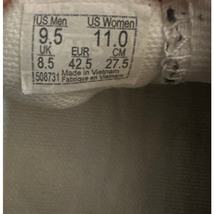 US Men US Women
9.5 11.0
UK EUR CM
8.5 42.5 27.5
508731 Made in Vietnam
Fabriqué en Vietnam